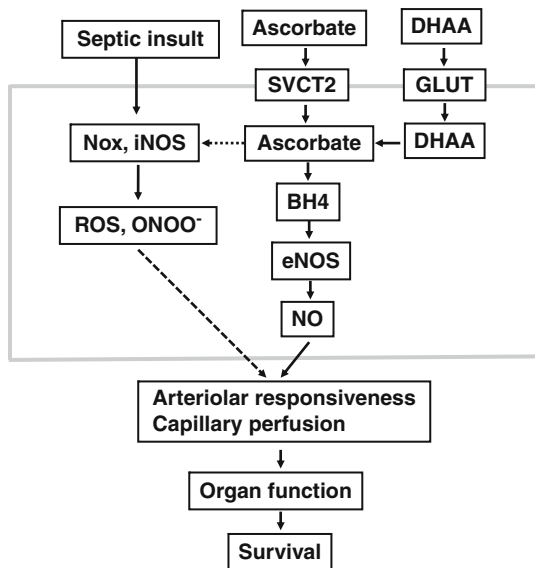 Septic insult
Ascorbate
DHAA
SVCT2
GLUT
Nox, iNOS
Ascorbate
DHAA
BH4
ROS, ONOO⁻
eNOS
NO
Arteriolar responsiveness
Capillary perfusion
Organ function
Survival